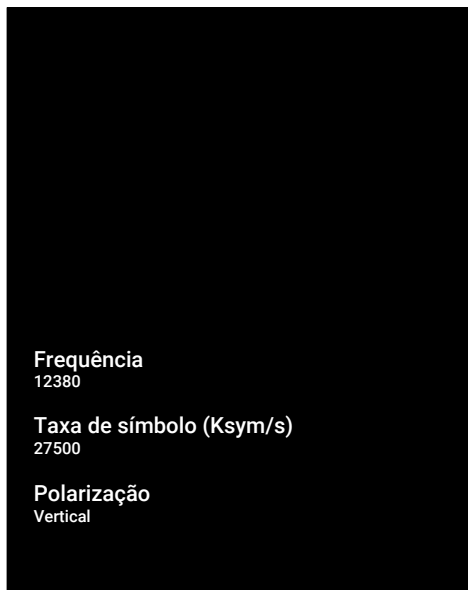 Frequência
12380
Taxa de símbolo (Ksym/s)
27500
Polarização
Vertical